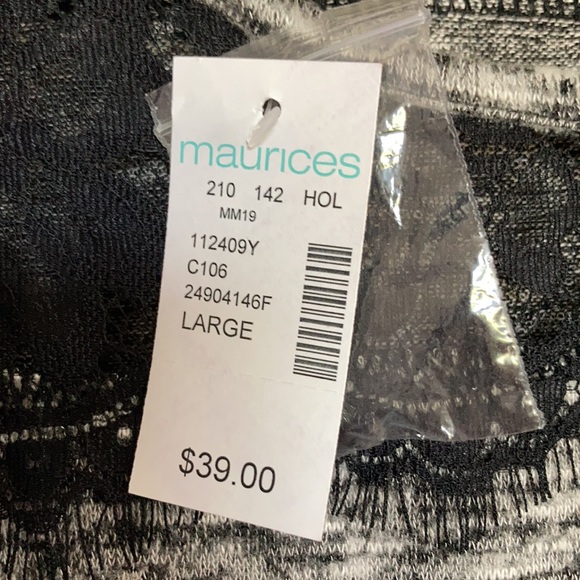 maurices
210 142 HOL
MM19
112409Y
C106
24904146F
LARGE
$39.00